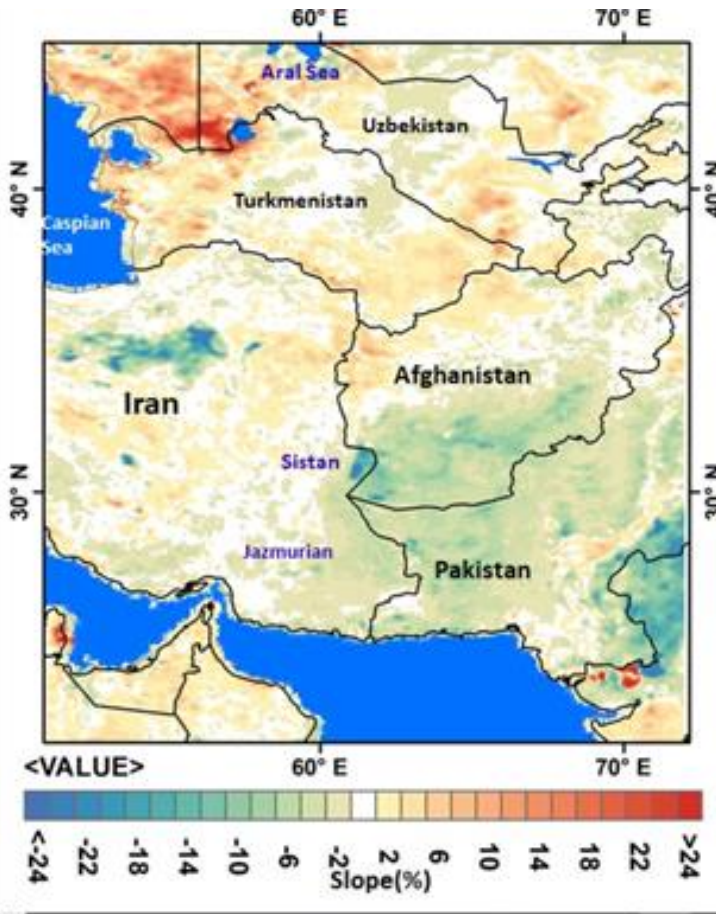 60° E 70° E
Aral Sea
Uzbekistan
40° N 40° N
Turkmenistan
Caspian
Sea
Afghanistan
Iran
Sistan
30° N 30° N
Jazmurian
Pakistan
60° E 70° E
<VALUE>
<-24 -22 -18 -14 -10 -6 -2 2 6 10 14 18 22 >24
Slope(%)